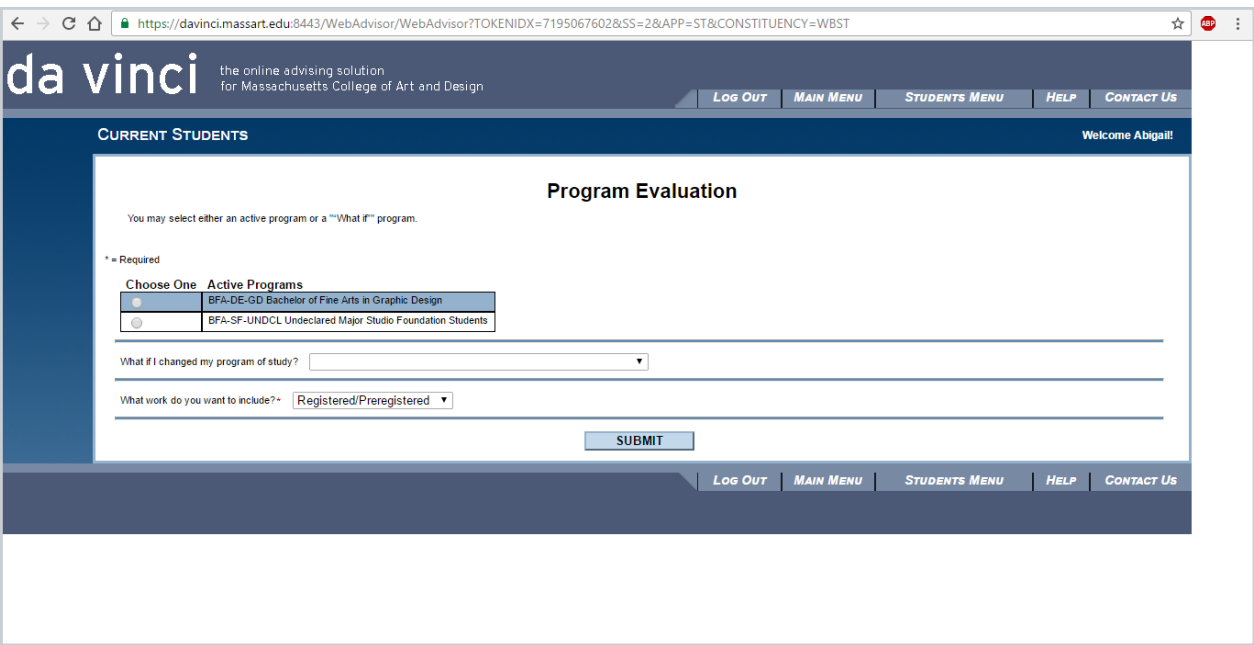 https://davinci.massart.edu:8443/WebAdvisor/WebAdvisor?TOKENIDX=7195067602&SS=2&APP=ST&CONSTITUENCY=WBST
ABP
da vinci
the online advising solution
for Massachusetts College of Art and Design
LOG OUT MAIN MENU STUDENTS MENU HELP CONTACT US
CURRENT STUDENTS Welcome Abigail!
Program Evaluation
You may select either an active program or a ""What if"" program.
* = Required
Choose One Active Programs
BFA-DE-GD Bachelor of Fine Arts in Graphic Design
BFA-SF-UNDCL Undeclared Major Studio Foundation Students
What if I changed my program of study?
What work do you want to include?* Registered/Preregistered
SUBMIT
LOG OUT MAIN MENU STUDENTS MENU HELP CONTACT US